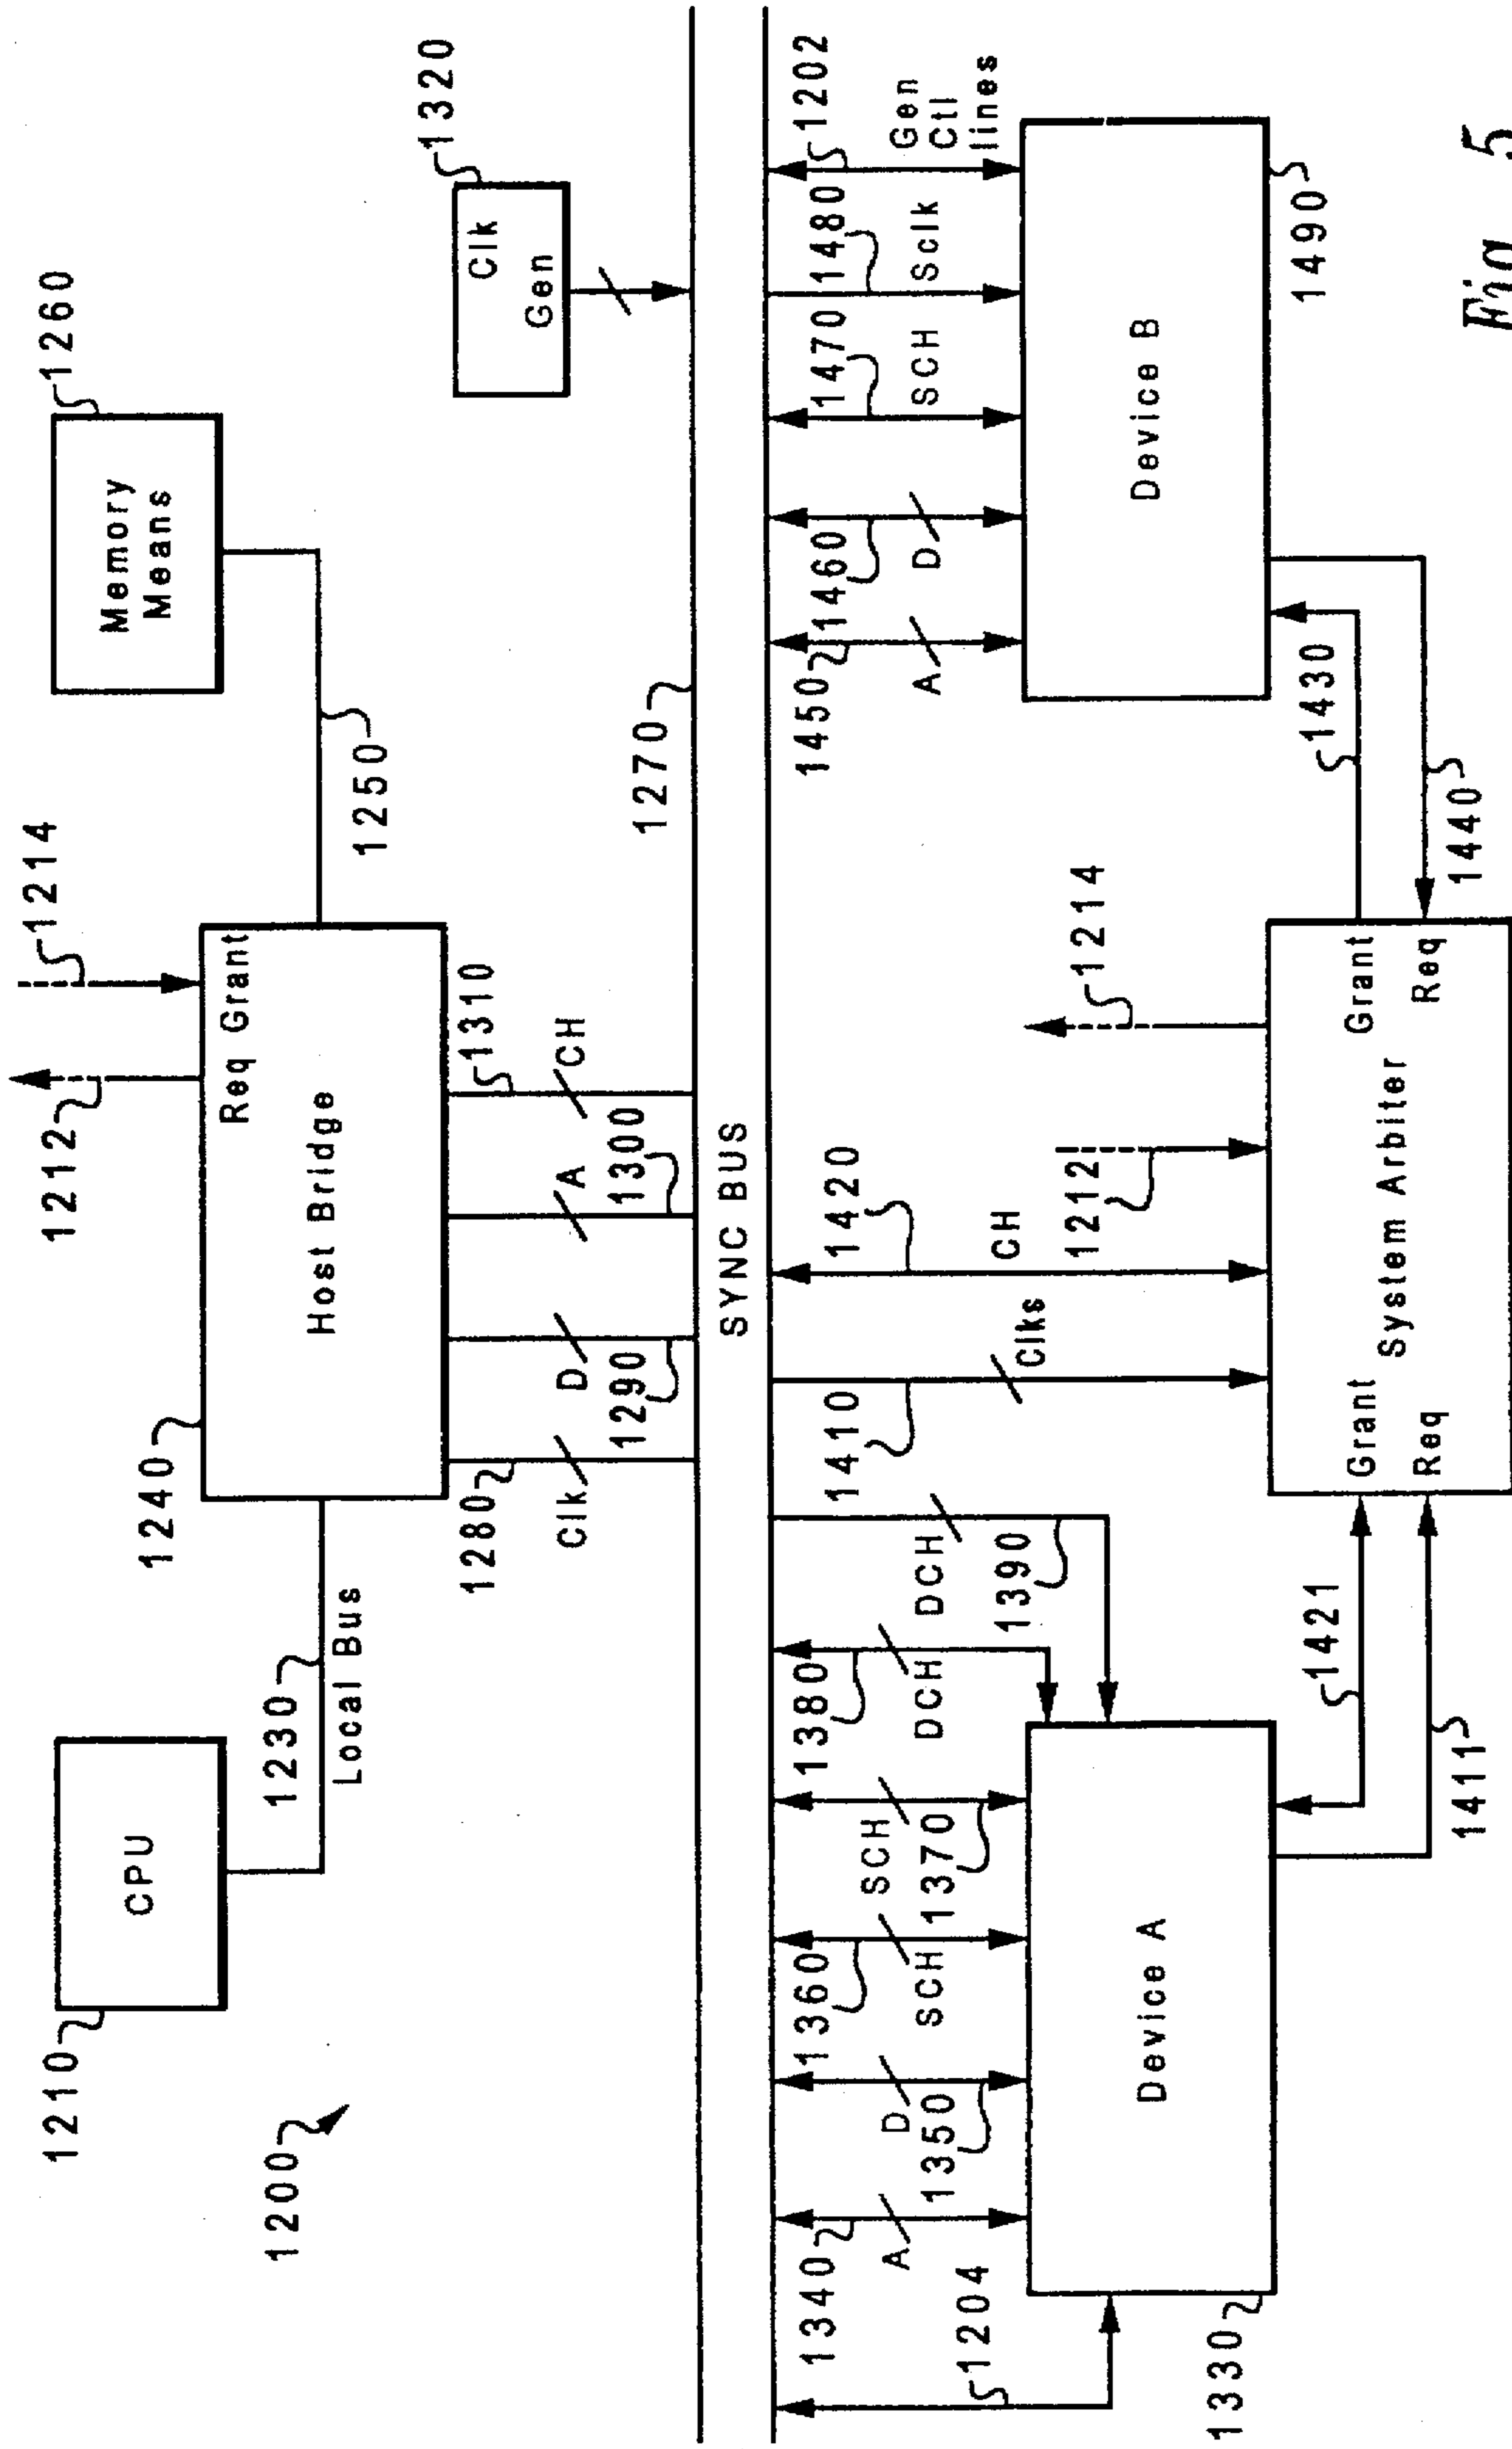 1200
1210
CPU
1230
Local Bus
1240
Host Bridge
Req Grant
1212
1214
1250
Memory
Means
1260
1280
Clk
D
1290
A
1300
1310
CH
1270
Clk
Gen
1320
SYNC BUS
1204
1340
A
D
1350
1360
SCH
SCH
1370
1380
DCH
DCH
1390
1410
Clks
1420
CH
1212
1214
1450
A
1460
D
1470
SCH
1480
Sclk
1202
Gen
Ctl
lines
1330
Device A
1421
1411
Grant
Req
System Arbiter
Grant
Req
1430
1440
Device B
1490
Fig. 5